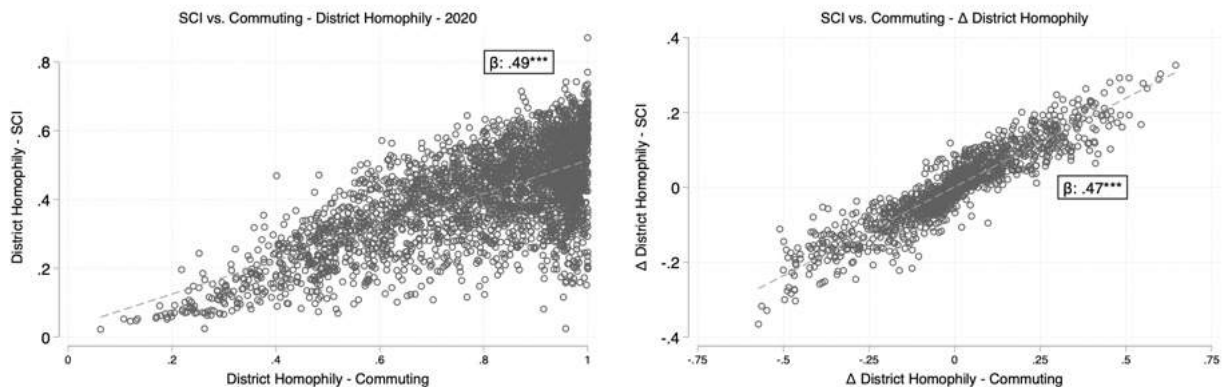 SCI vs. Commuting - District Homophily - 2020
.8
.6
.4
.2
0
District Homophily - SCI
β: .49***
0 .2 .4 .6 .8 1
District Homophily - Commuting
SCI vs. Commuting - Δ District Homophily
.4
.2
0
-.2
-.4
Δ District Homophily - SCI
β: .47***
-.75 -.5 -.25 0 .25 .5 .75
Δ District Homophily - Commuting